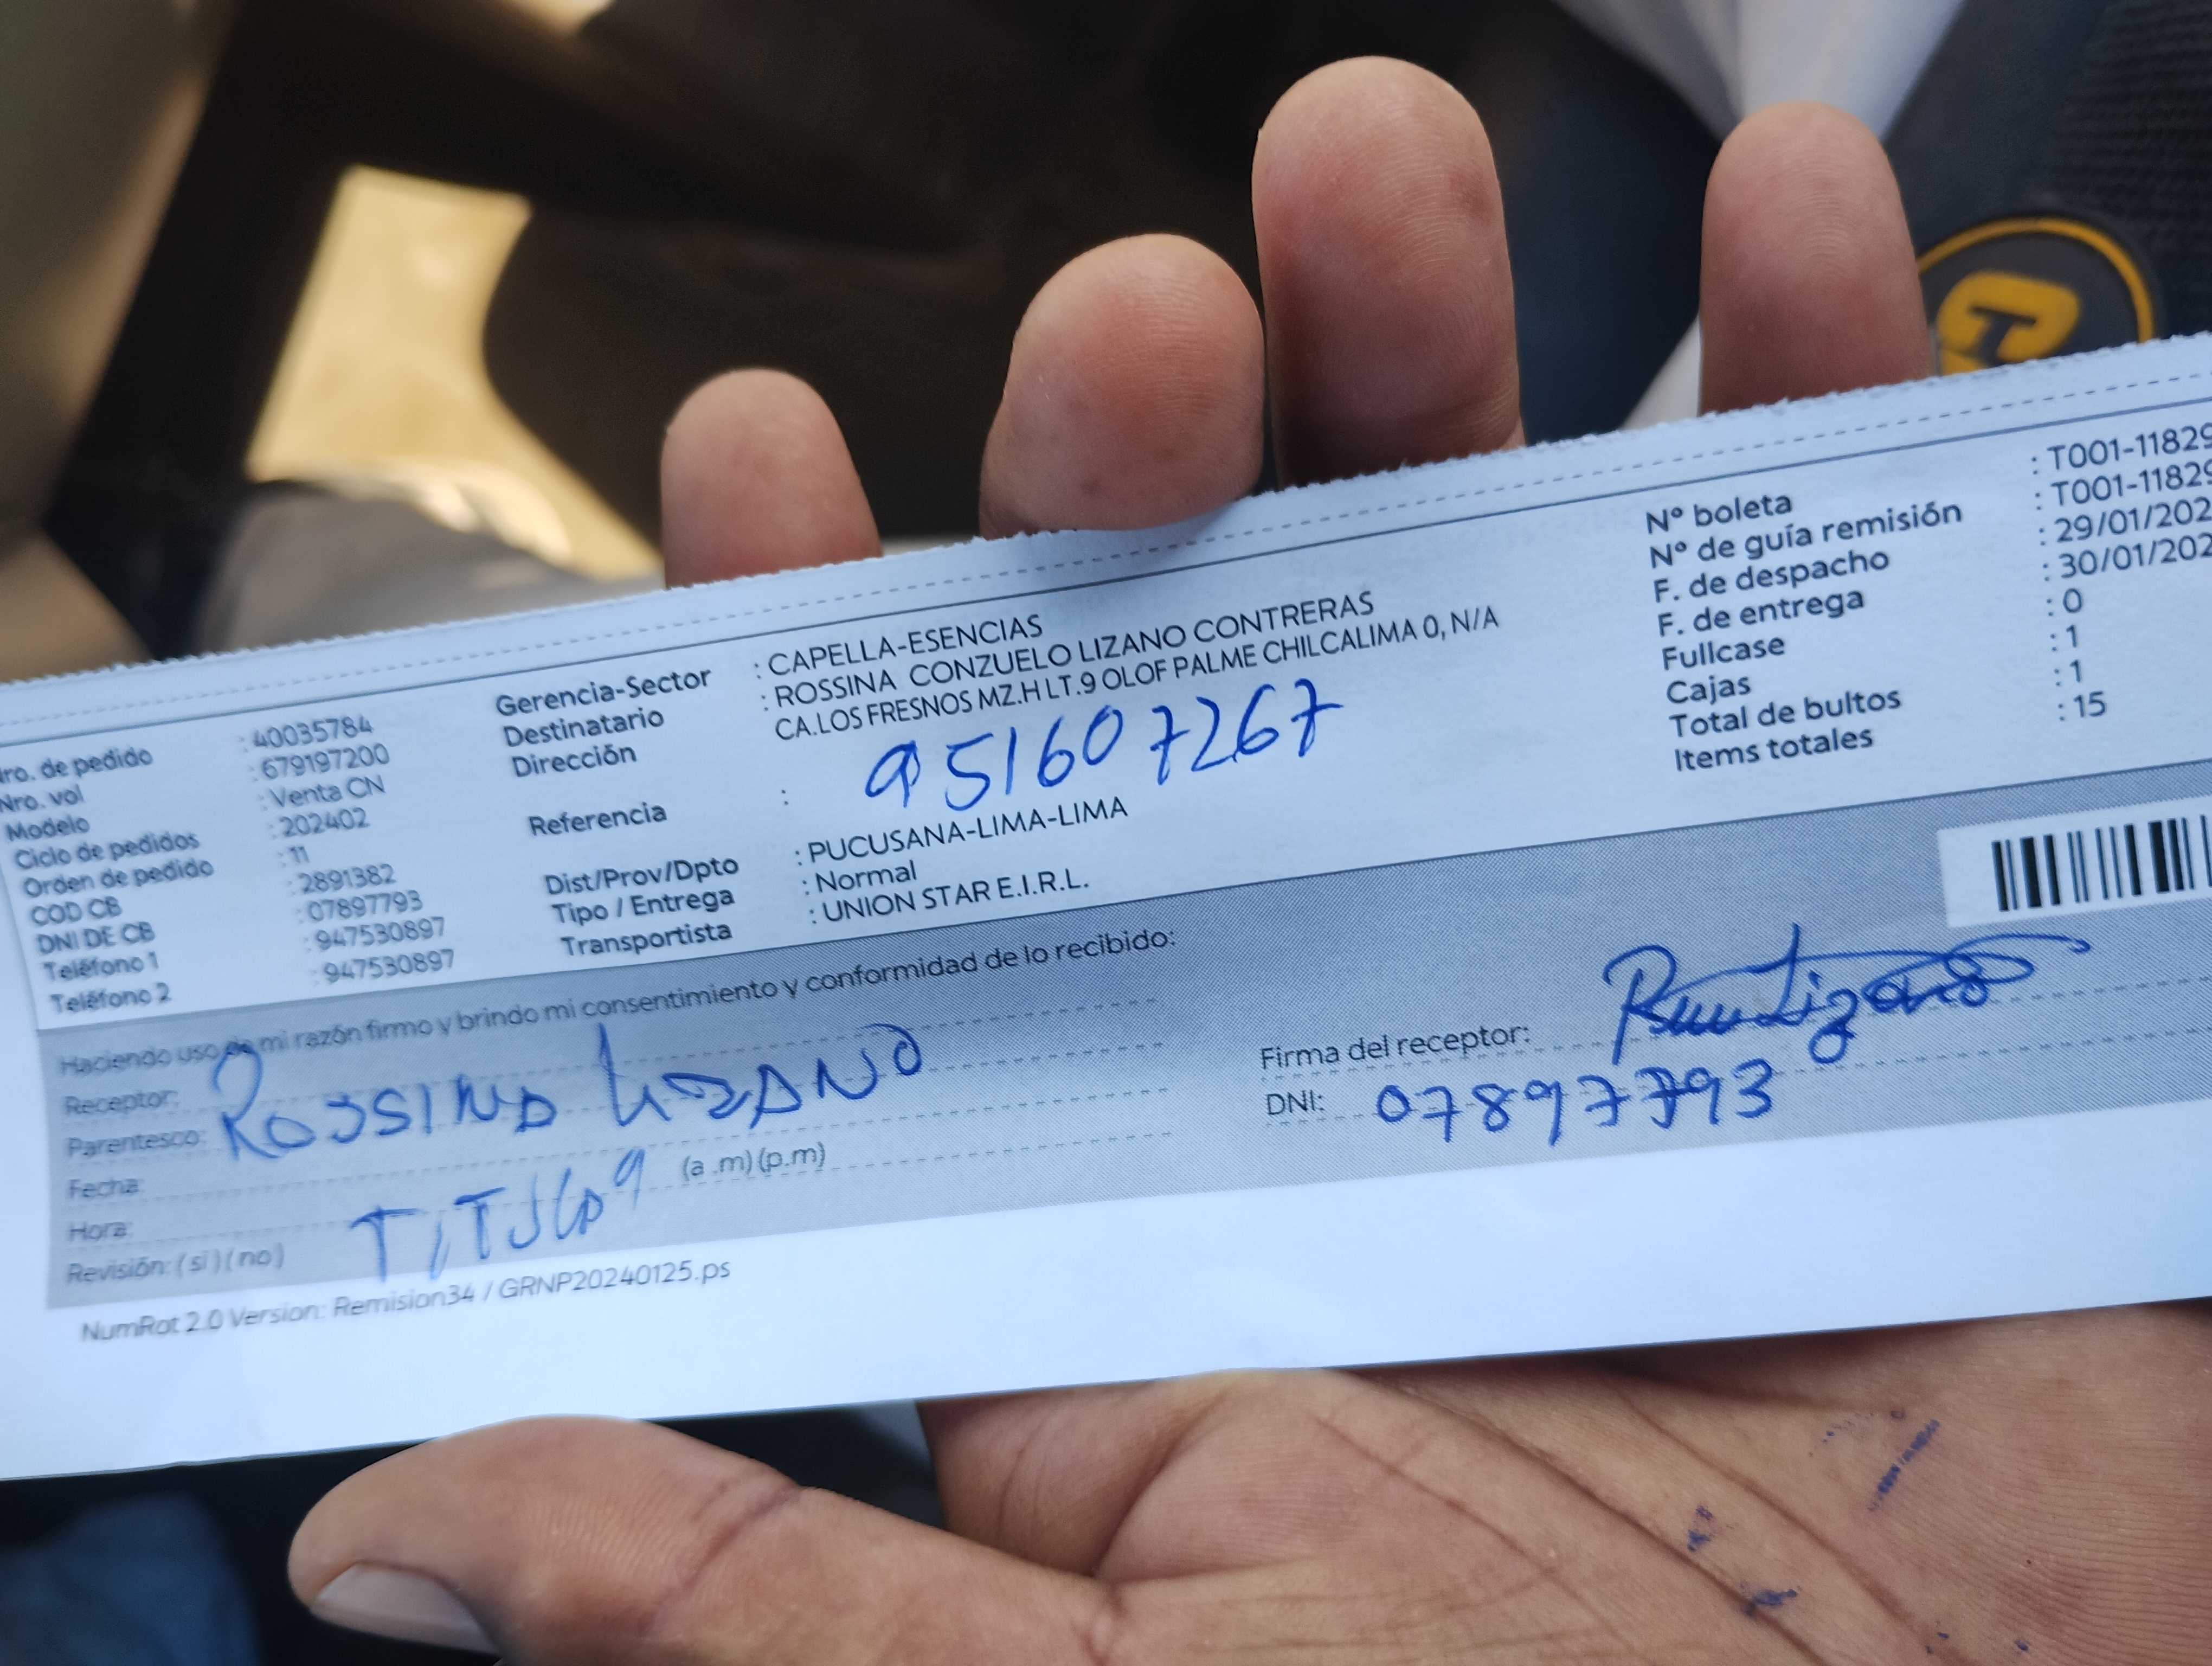 Nro. de pedido : 40035784
Nro. vol : 679197200
Modelo : Venta CN
Ciclo de pedidos : 202402
Orden de pedido : 11
COD CB : 2891382
DNI DE CB : 07897793
Teléfono 1 : 947530897
Teléfono 2 : 947530897
Gerencia-Sector : CAPELLA-ESENCIAS
Destinatario : ROSSINA CONZUELO LIZANO CONTRERAS
Dirección CA.LOS FRESNOS MZ.H LT.9 OLOF PALME CHILCALIMA 0, N/A
951607267
Referencia :
Dist/Prov/Dpto : PUCUSANA-LIMA-LIMA
Tipo / Entrega : Normal
Transportista : UNION STAR E.I.R.L.
Nº boleta : T001-11829
Nº de guía remisión : T001-11829
F. de despacho : 29/01/202
F. de entrega : 30/01/202
Fullcase : 0
Cajas : 1
Total de bultos : 1
Items totales : 15
Haciendo uso de mi razón firmo y brindo mi consentimiento y conformidad de lo recibido:
Receptor:
Parentesco: ROSSINA LIZANO
Fecha:
Hora: (a .m) (p.m)
Revisión: ( si ) ( no )
Firma del receptor: Lizano
DNI: 07897793
NumRot 2.0 Version: Remision34 / GRNP20240125.ps